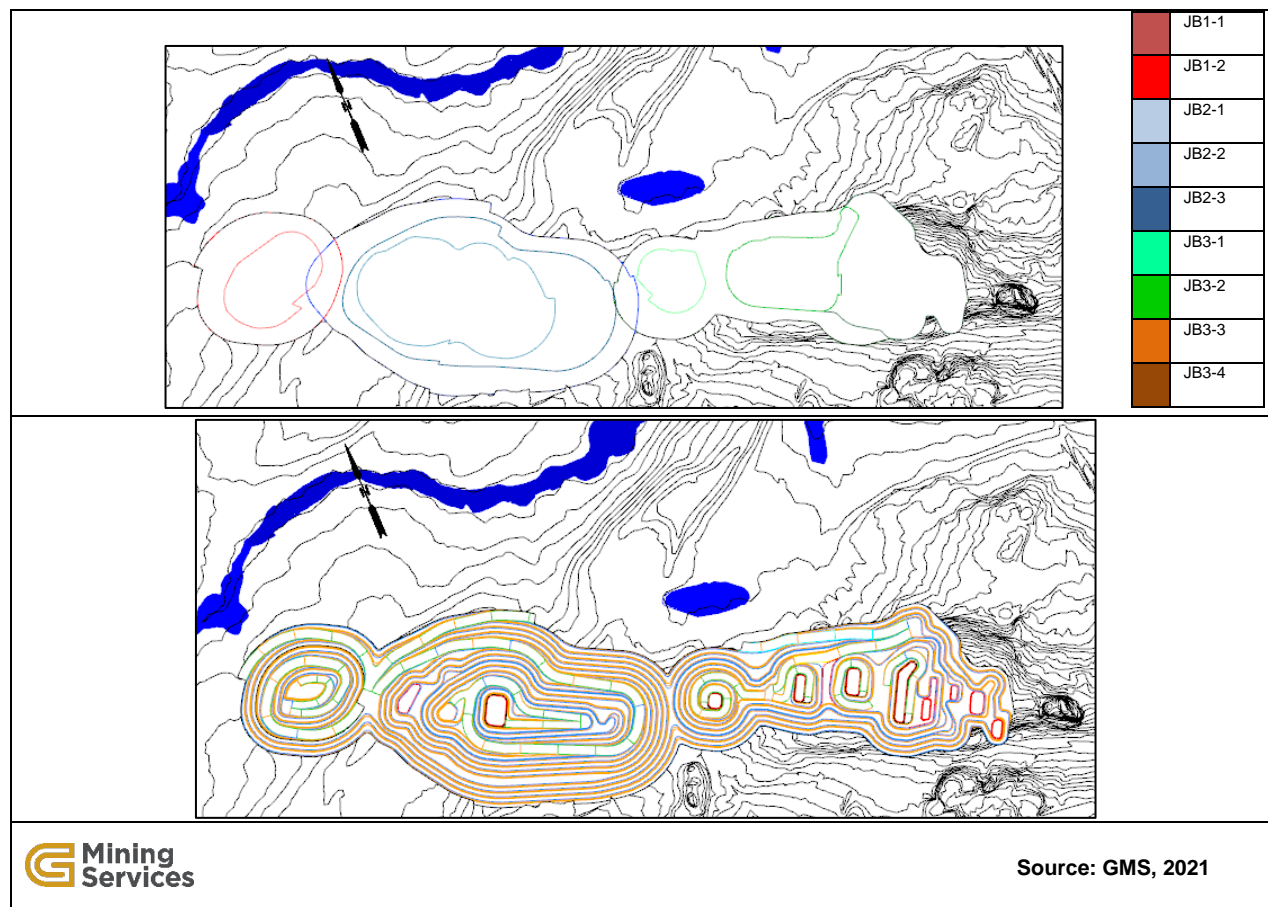 JB1-1
JB1-2
JB2-1
JB2-2
JB2-3
JB3-1
JB3-2
JB3-3
JB3-4
N
N
G Mining
Services
Source: GMS, 2021